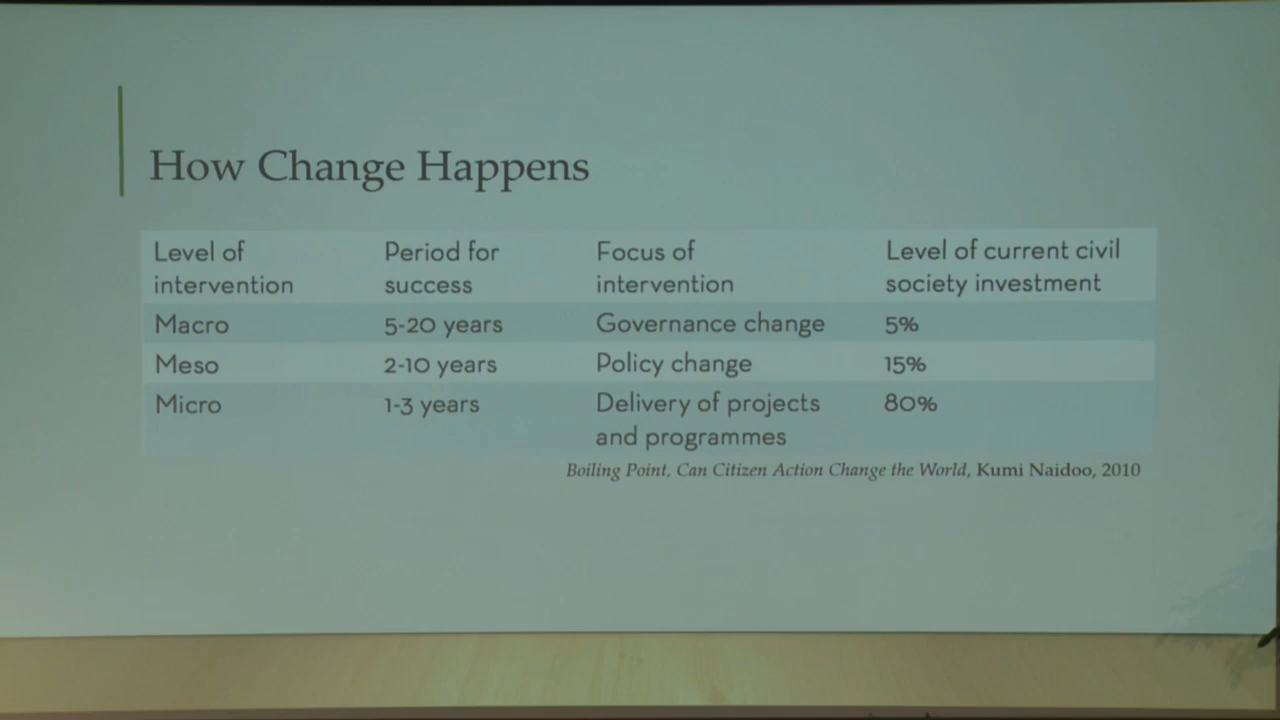 How Change Happens
Level of intervention
Period for success
Focus of intervention
Level of current civil society investment
Macro
5-20 years
Governance change
5%
Meso
2-10 years
Policy change
15%
Micro
1-3 years
Delivery of projects and programmes
80%
Boiling Point, Can Citizen Action Change the World, Kumi Naidoo, 2010